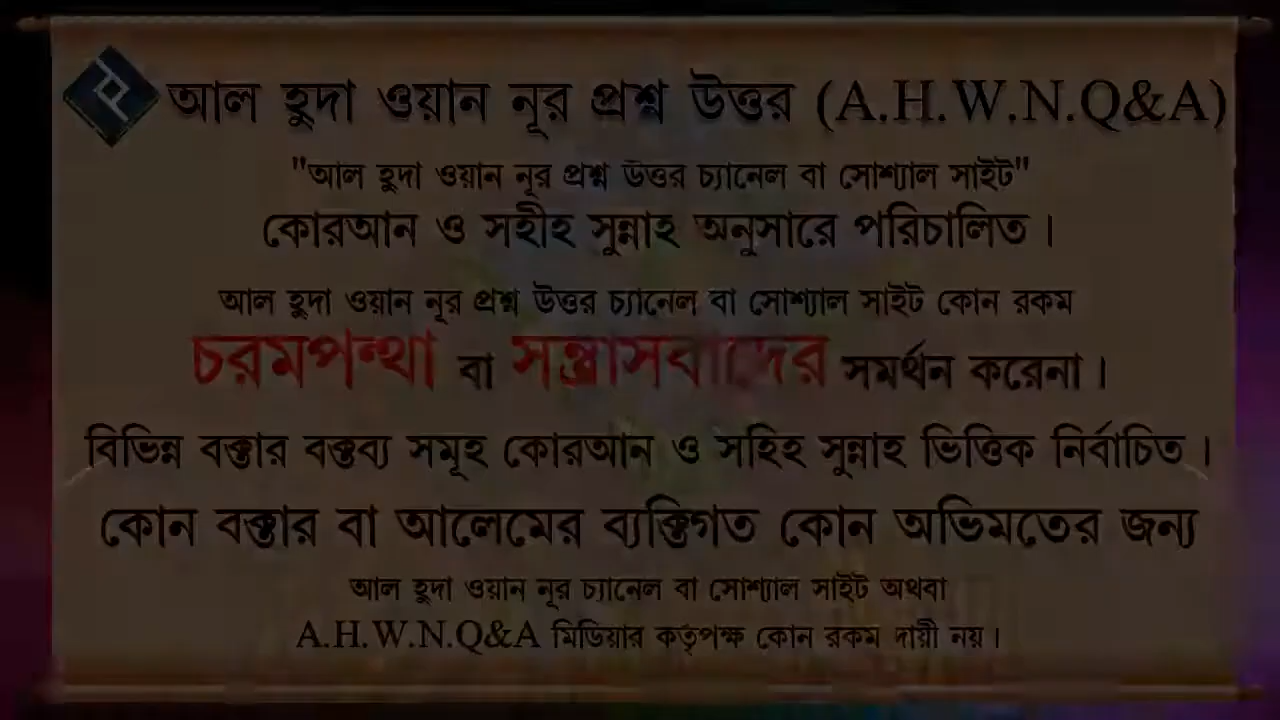 আল হুদা ওয়ান নূর প্রশ্ন উত্তর (A.H.W.N.Q&A)
"আল হুদা ওয়ান নূর প্রশ্ন উত্তর চ্যানেল বা সোশ্যাল সাইট"
কোরআন ও সহীহ সুন্নাহ অনুসারে পরিচালিত।
আল হুদা ওয়ান নূর প্রশ্ন উত্তর চ্যানেল বা সোশ্যাল সাইট কোন রকম
চরমপন্থা বা সন্ত্রাসবাদের সমর্থন করেনা।
বিভিন্ন বক্তার বক্তব্য সমূহ কোরআন ও সহিহ সুন্নাহ ভিত্তিক নির্বাচিত।
কোন বক্তার বা আলেমের ব্যক্তিগত কোন অভিমতের জন্য
আল হুদা ওয়ান নূর চ্যানেল বা সোশ্যাল সাইট অথবা
A.H.W.N.Q&A মিডিয়ার কর্তৃপক্ষ কোন রকম দায়ী নয়।